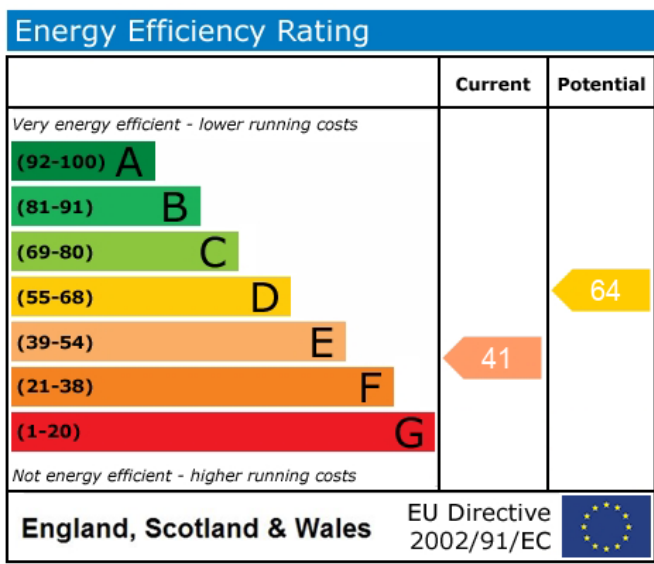 Energy Efficiency Rating
Current Potential
Very energy efficient - lower running costs
(92-100) A
(81-91) B
(69-80) C
(55-68) D
64
(39-54) E
41
(21-38) F
(1-20) G
Not energy efficient - higher running costs
England, Scotland & Wales
EU Directive
2002/91/EC